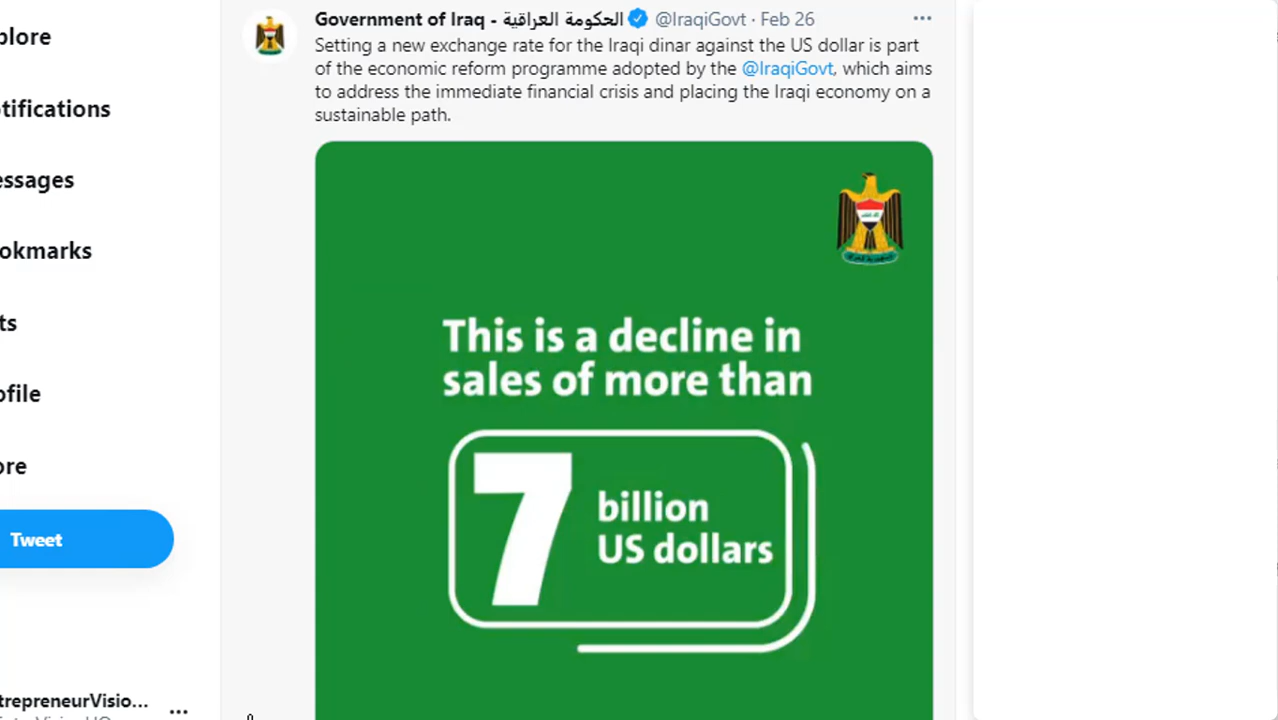 plore
Government of Iraq - الحكومة العراقية @IraqiGovt · Feb 26
Setting a new exchange rate for the Iraqi dinar against the US dollar is part
of the economic reform programme adopted by the @IraqiGovt, which aims
to address the immediate financial crisis and placing the Iraqi economy on a
sustainable path.
otifications
essages
ookmarks
ts
ofile
ore
Tweet
This is a decline in
sales of more than
7 billion
US dollars
trepreneurVisio...